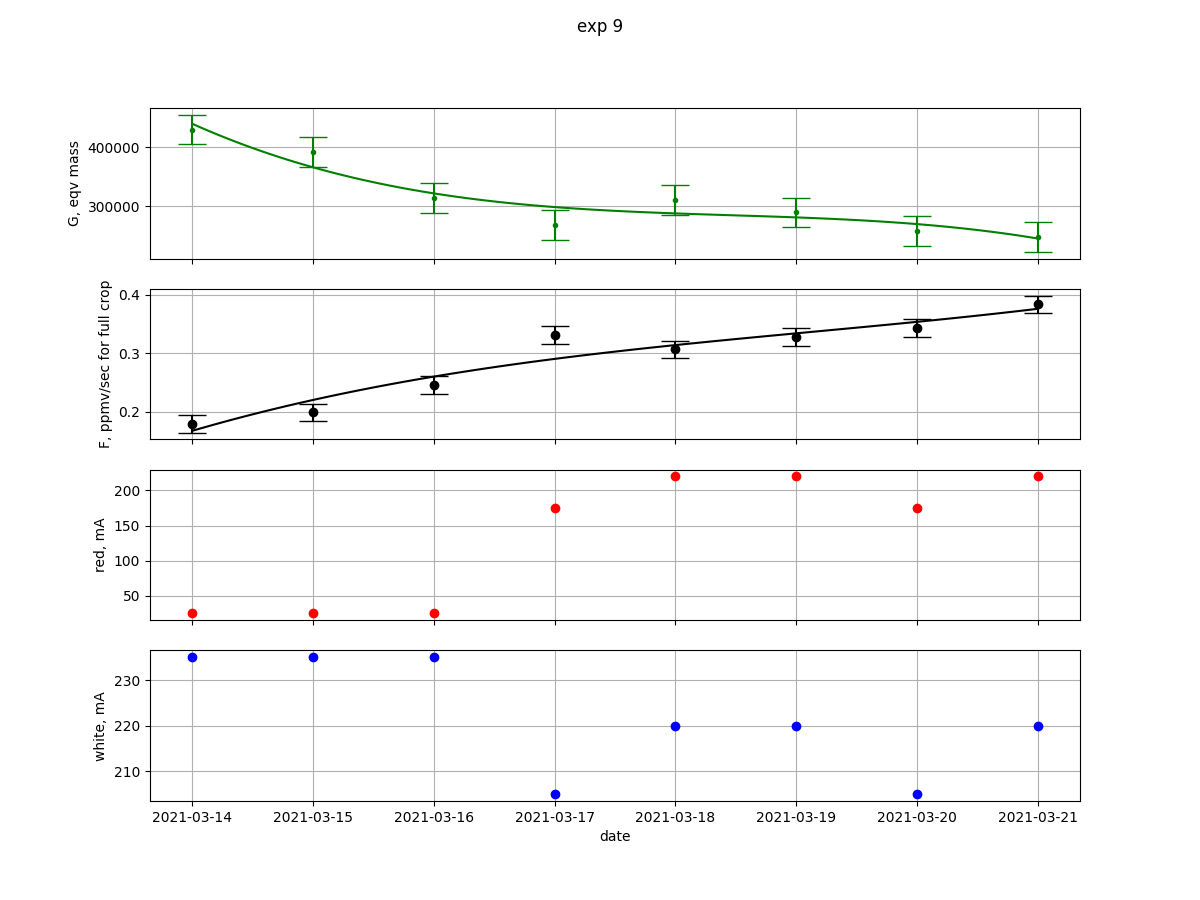 exp 9
G, eqv mass
400000
300000
F, ppmv/sec for full crop
0.4
0.3
0.2
red, mA
200
150
100
50
white, mA
230
220
210
2021-03-14 2021-03-15 2021-03-16 2021-03-17 2021-03-18 2021-03-19 2021-03-20 2021-03-21
date